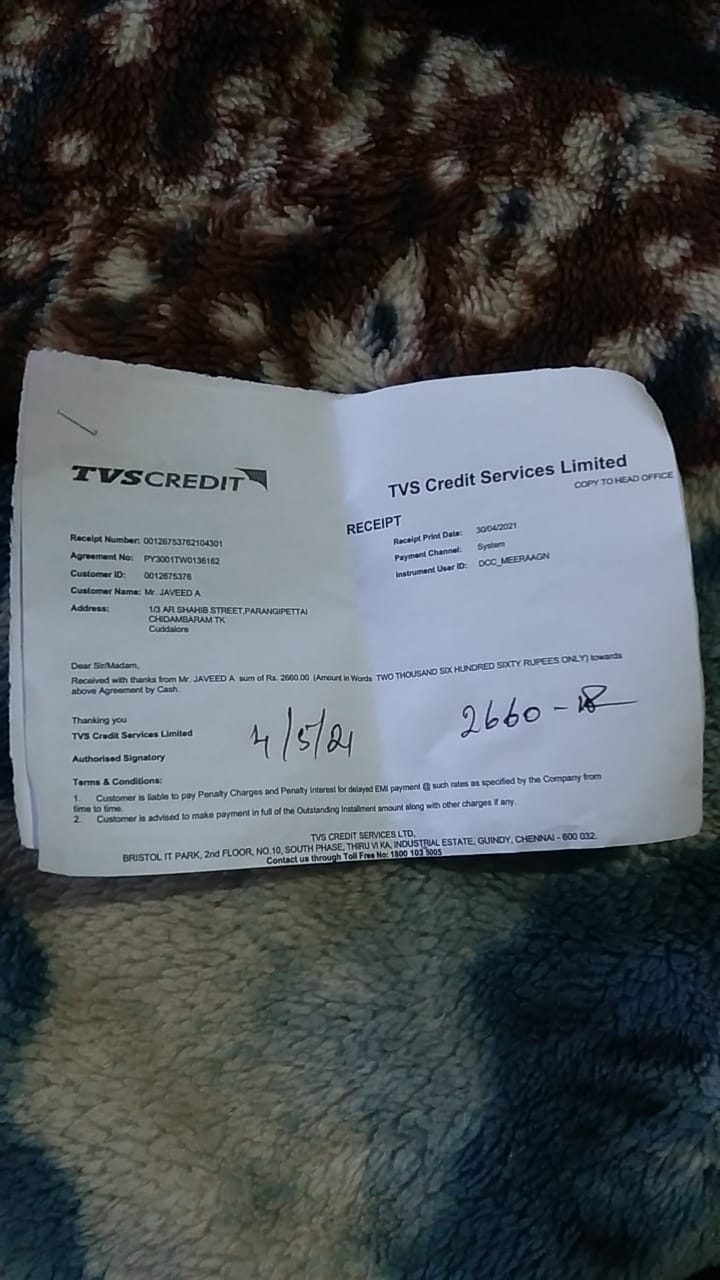 TVSCREDIT
TVS Credit Services Limited
COPY TO HEAD OFFICE
RECEIPT
Receipt Number: 00126753762104301
Agreement No: PY3001TW0136162
Customer ID: 0012675376
Customer Name: Mr. JAVEED A
Address: 1/3 AR SHAHIB STREET,PARANGIPETTAI
CHIDAMBARAM TK
Cuddalore
Receipt Print Date: 30/04/2021
Payment Channel: System
Instrument User ID: DCC_MEERAAGN
Dear Sir/Madam,
Received with thanks from Mr. JAVEED A sum of Rs. 2660.00 (Amount in Words TWO THOUSAND SIX HUNDRED SIXTY RUPEES ONLY) towards
above Agreement by Cash.
Thanking you
TVS Credit Services Limited
4/5/21
2660 -
Authorised Signatory
Terms & Conditions:
1. Customer is liable to pay Penalty Charges and Penalty Interest for delayed EMI payment @ such rates as specified by the Company from
time to time.
2. Customer is advised to make payment in full of the Outstanding Installment amount along with other charges if any.
TVS CREDIT SERVICES LTD,
BRISTOL IT PARK, 2nd FLOOR, NO.10, SOUTH PHASE, THIRU VI KA, INDUSTRIAL ESTATE, GUINDY, CHENNAI - 600 032.
Contact us through Toll Free No: 1800 103 5005